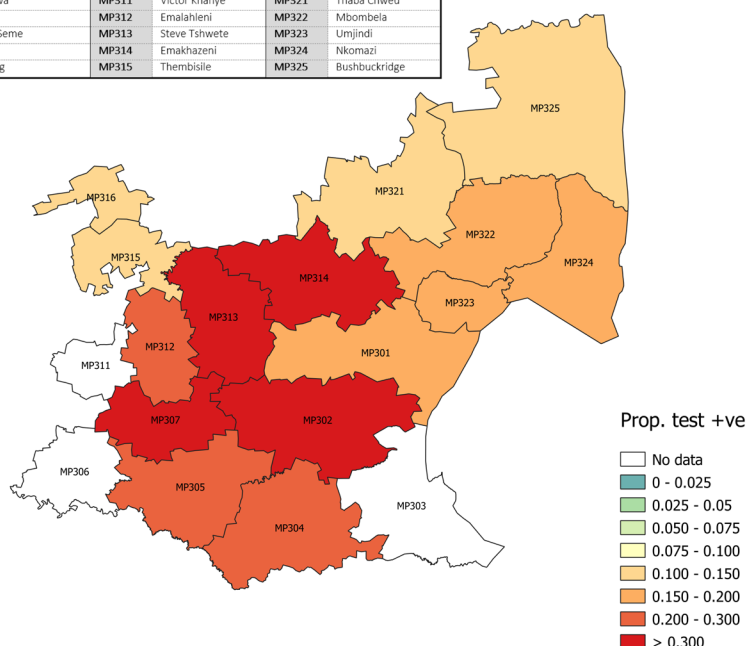 MP311 Victor Khanye MP321 Thaba Chweu
MP312 Emalahleni MP322 Mbombela
Seme MP313 Steve Tshwete MP323 Umjindi
MP314 Emakhazeni MP324 Nkomazi
MP315 Thembisile MP325 Bushbuckridge
MP325
MP321
MP316
MP322
MP315
MP324
MP314
MP323
MP313
MP312
MP301
MP311
MP307
MP302
MP306
MP305
MP303
MP304
Prop. test +ve
No data
0 - 0.025
0.025 - 0.05
0.050 - 0.075
0.075 - 0.100
0.100 - 0.150
0.150 - 0.200
0.200 - 0.300
> 0.300